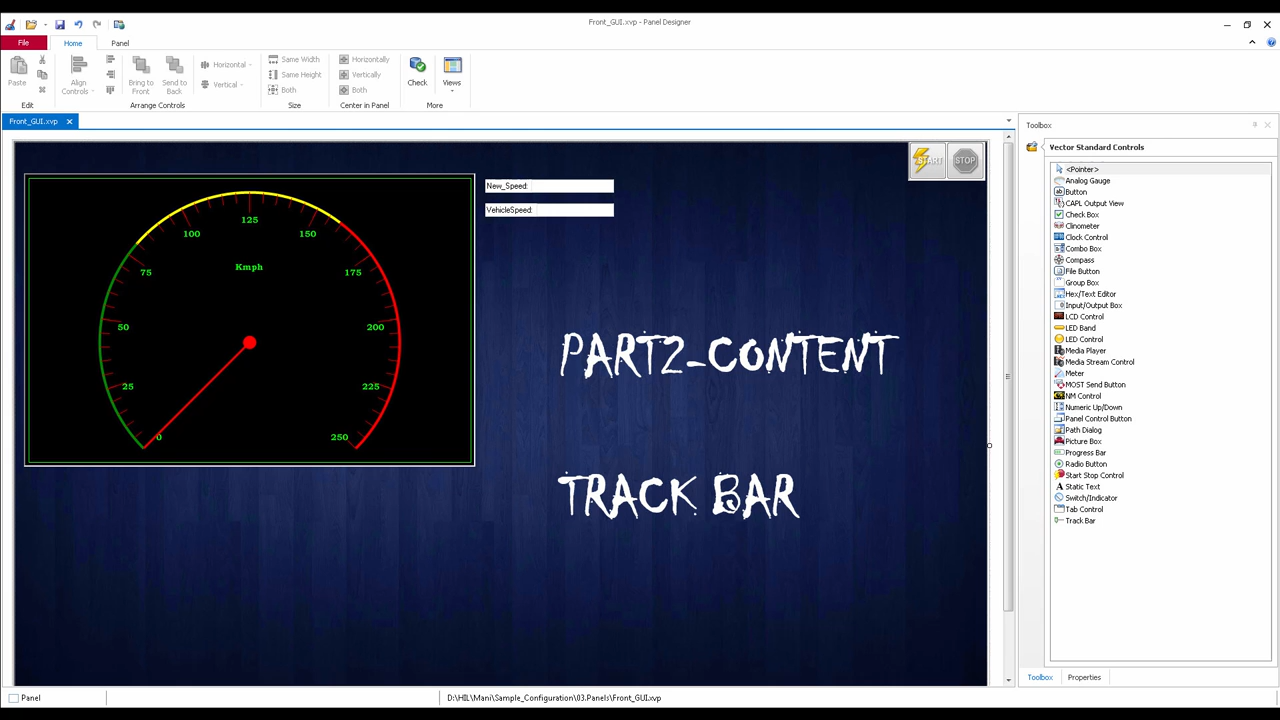 Front_GUI.xvp - Panel Designer
File Home Panel
Paste
Edit
Align Controls
Bring to Front
Send to Back
Horizontal
Vertical
Arrange Controls
Same Width
Same Height
Both
Size
Horizontally
Vertically
Both
Center in Panel
Check
Views
More
Front_GUI.xvp
START STOP
New_Speed:
VehicleSpeed:
0
25
50
75
100
125
150
175
200
225
250
Kmph
PART2-CONTENT
TRACK BAR
Toolbox
Vector Standard Controls
<Pointer>
Analog Gauge
Button
CAPL Output View
Check Box
Clinometer
Clock Control
Combo Box
Compass
File Button
Group Box
Hex/Text Editor
Input/Output Box
LCD Control
LED Band
LED Control
Media Player
Media Stream Control
Meter
MOST Send Button
NM Control
Numeric Up/Down
Panel Control Button
Path Dialog
Picture Box
Progress Bar
Radio Button
Start Stop Control
Static Text
Switch/Indicator
Tab Control
Track Bar
Toolbox Properties
Panel
D:\HIL\Mani\Sample_Configuration\03.Panels\Front_GUI.xvp